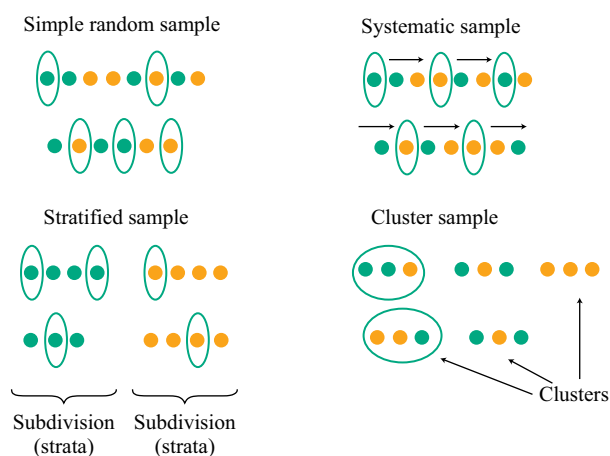 Simple random sample
Systematic sample
Stratified sample
Cluster sample
Clusters
Subdivision
(strata)
Subdivision
(strata)